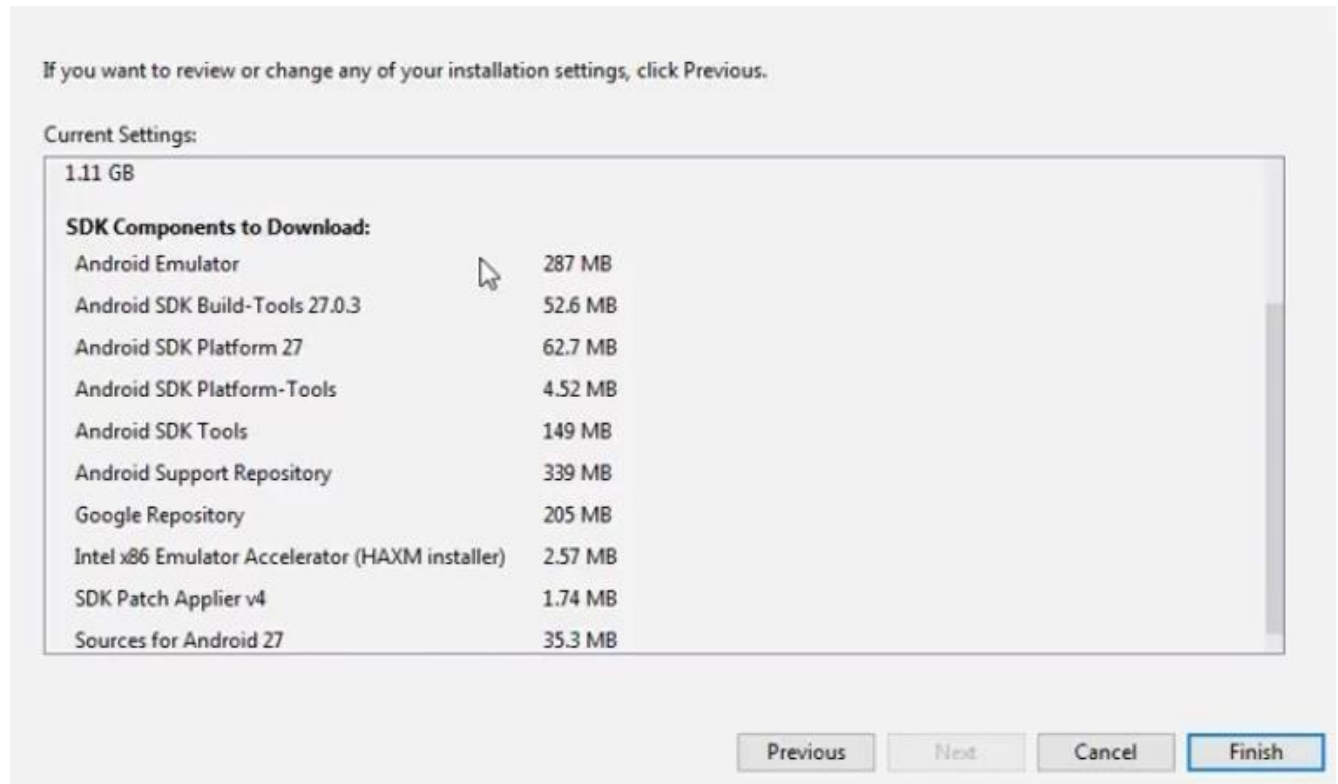 If you want to review or change any of your installation settings, click Previous.
Current Settings:
1.11 GB
SDK Components to Download:
Android Emulator 287 MB
Android SDK Build-Tools 27.0.3 52.6 MB
Android SDK Platform 27 62.7 MB
Android SDK Platform-Tools 4.52 MB
Android SDK Tools 149 MB
Android Support Repository 339 MB
Google Repository 205 MB
Intel x86 Emulator Accelerator (HAXM installer) 2.57 MB
SDK Patch Applier v4 1.74 MB
Sources for Android 27 35.3 MB
Previous Next Cancel Finish